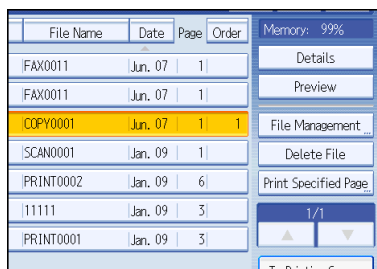 File Name Date Page Order Memory: 99%
FAX0011 Jun. 07 1 Details
FAX0011 Jun. 07 1 Preview
COPY0001 Jun. 07 1 1 File Management
SCAN0001 Jan. 09 1 Delete File
PRINT0002 Jan. 09 6 Print Specified Page
11111 Jan. 09 3 1/1
PRINT0001 Jan. 09 3